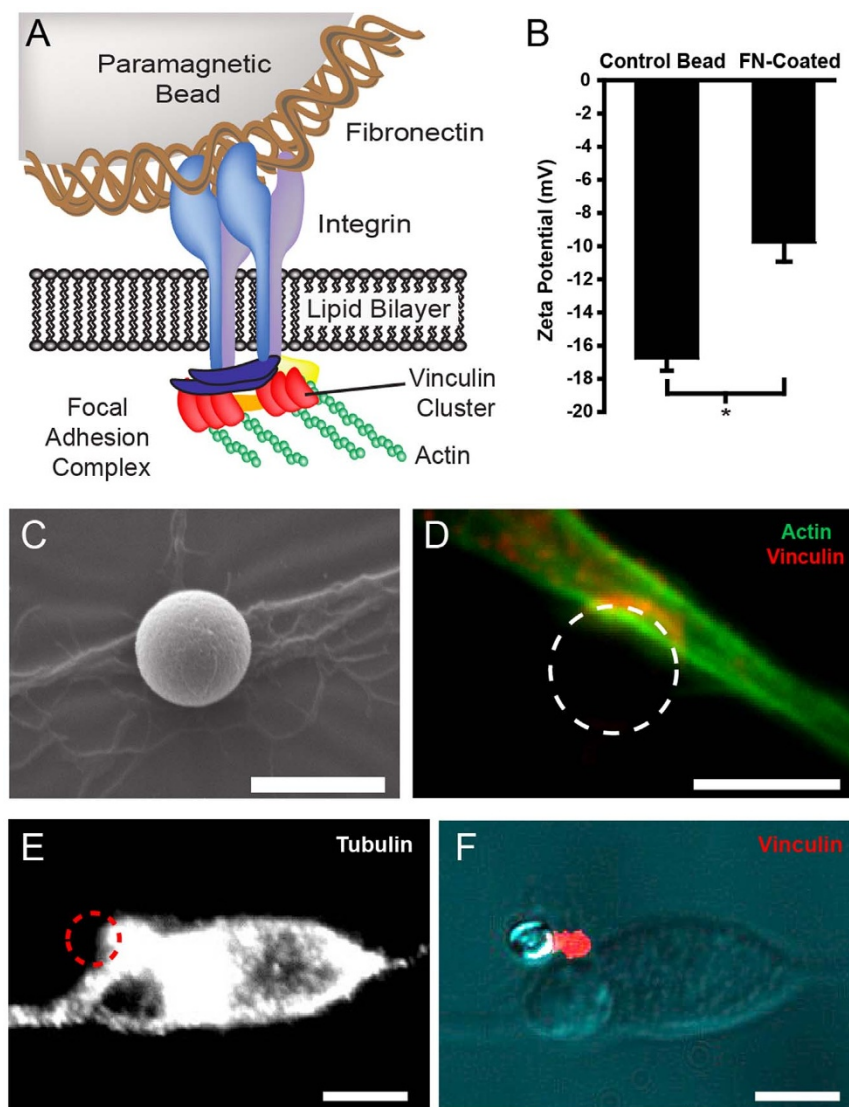 A
Paramagnetic
Bead
Fibronectin
Integrin
Lipid Bilayer
Vinculin
Cluster
Focal
Adhesion
Complex
Actin
B
Control Bead FN-Coated
Zeta Potential (mV)
0
-2
-4
-6
-8
-10
-12
-14
-16
-18
-20
*
C
D
Actin
Vinculin
E
Tubulin
F
Vinculin